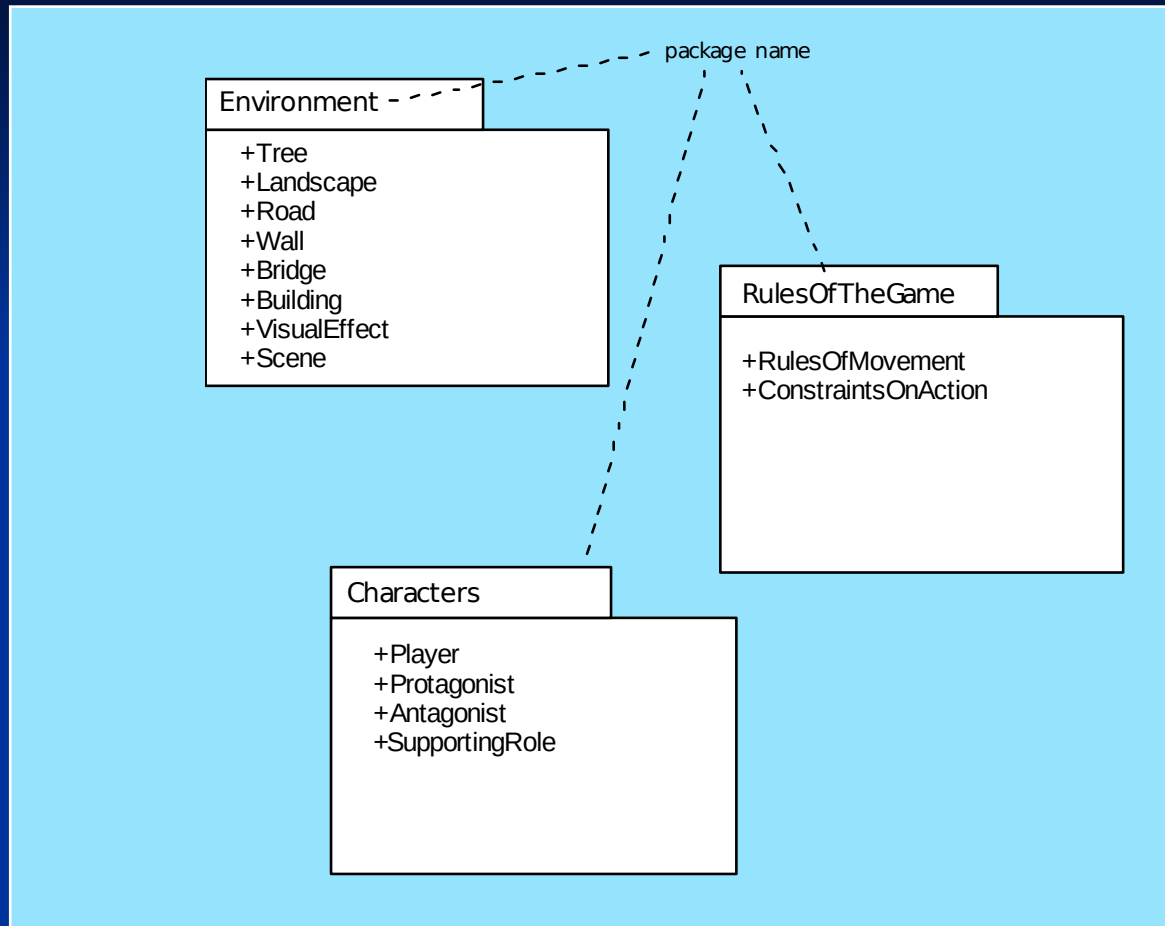 package name
Environment
+Tree
+Landscape
+Road
+Wall
+Bridge
+Building
+VisualEffect
+Scene
RulesOfTheGame
+RulesOfMovement
+ConstraintsOnAction
Characters
+Player
+Protagonist
+Antagonist
+SupportingRole